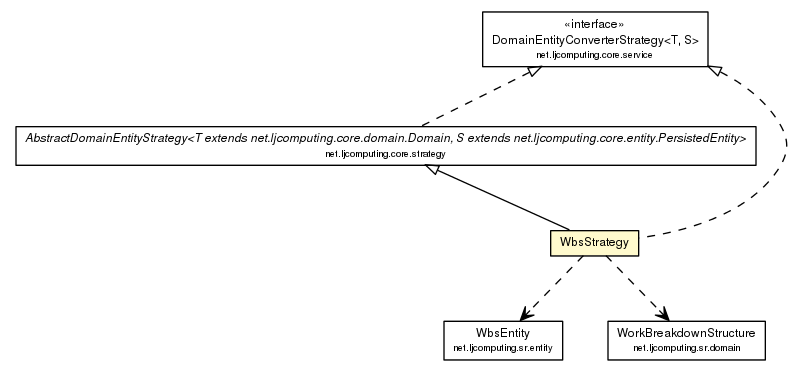 «interface»
DomainEntityConverterStrategy<T, S>
net.ljcomputing.core.service
AbstractDomainEntityStrategy<T extends net.ljcomputing.core.domain.Domain, S extends net.ljcomputing.core.entity.PersistedEntity>
net.ljcomputing.core.strategy
WbsStrategy
WbsEntity
net.ljcomputing.sr.entity
WorkBreakdownStructure
net.ljcomputing.sr.domain